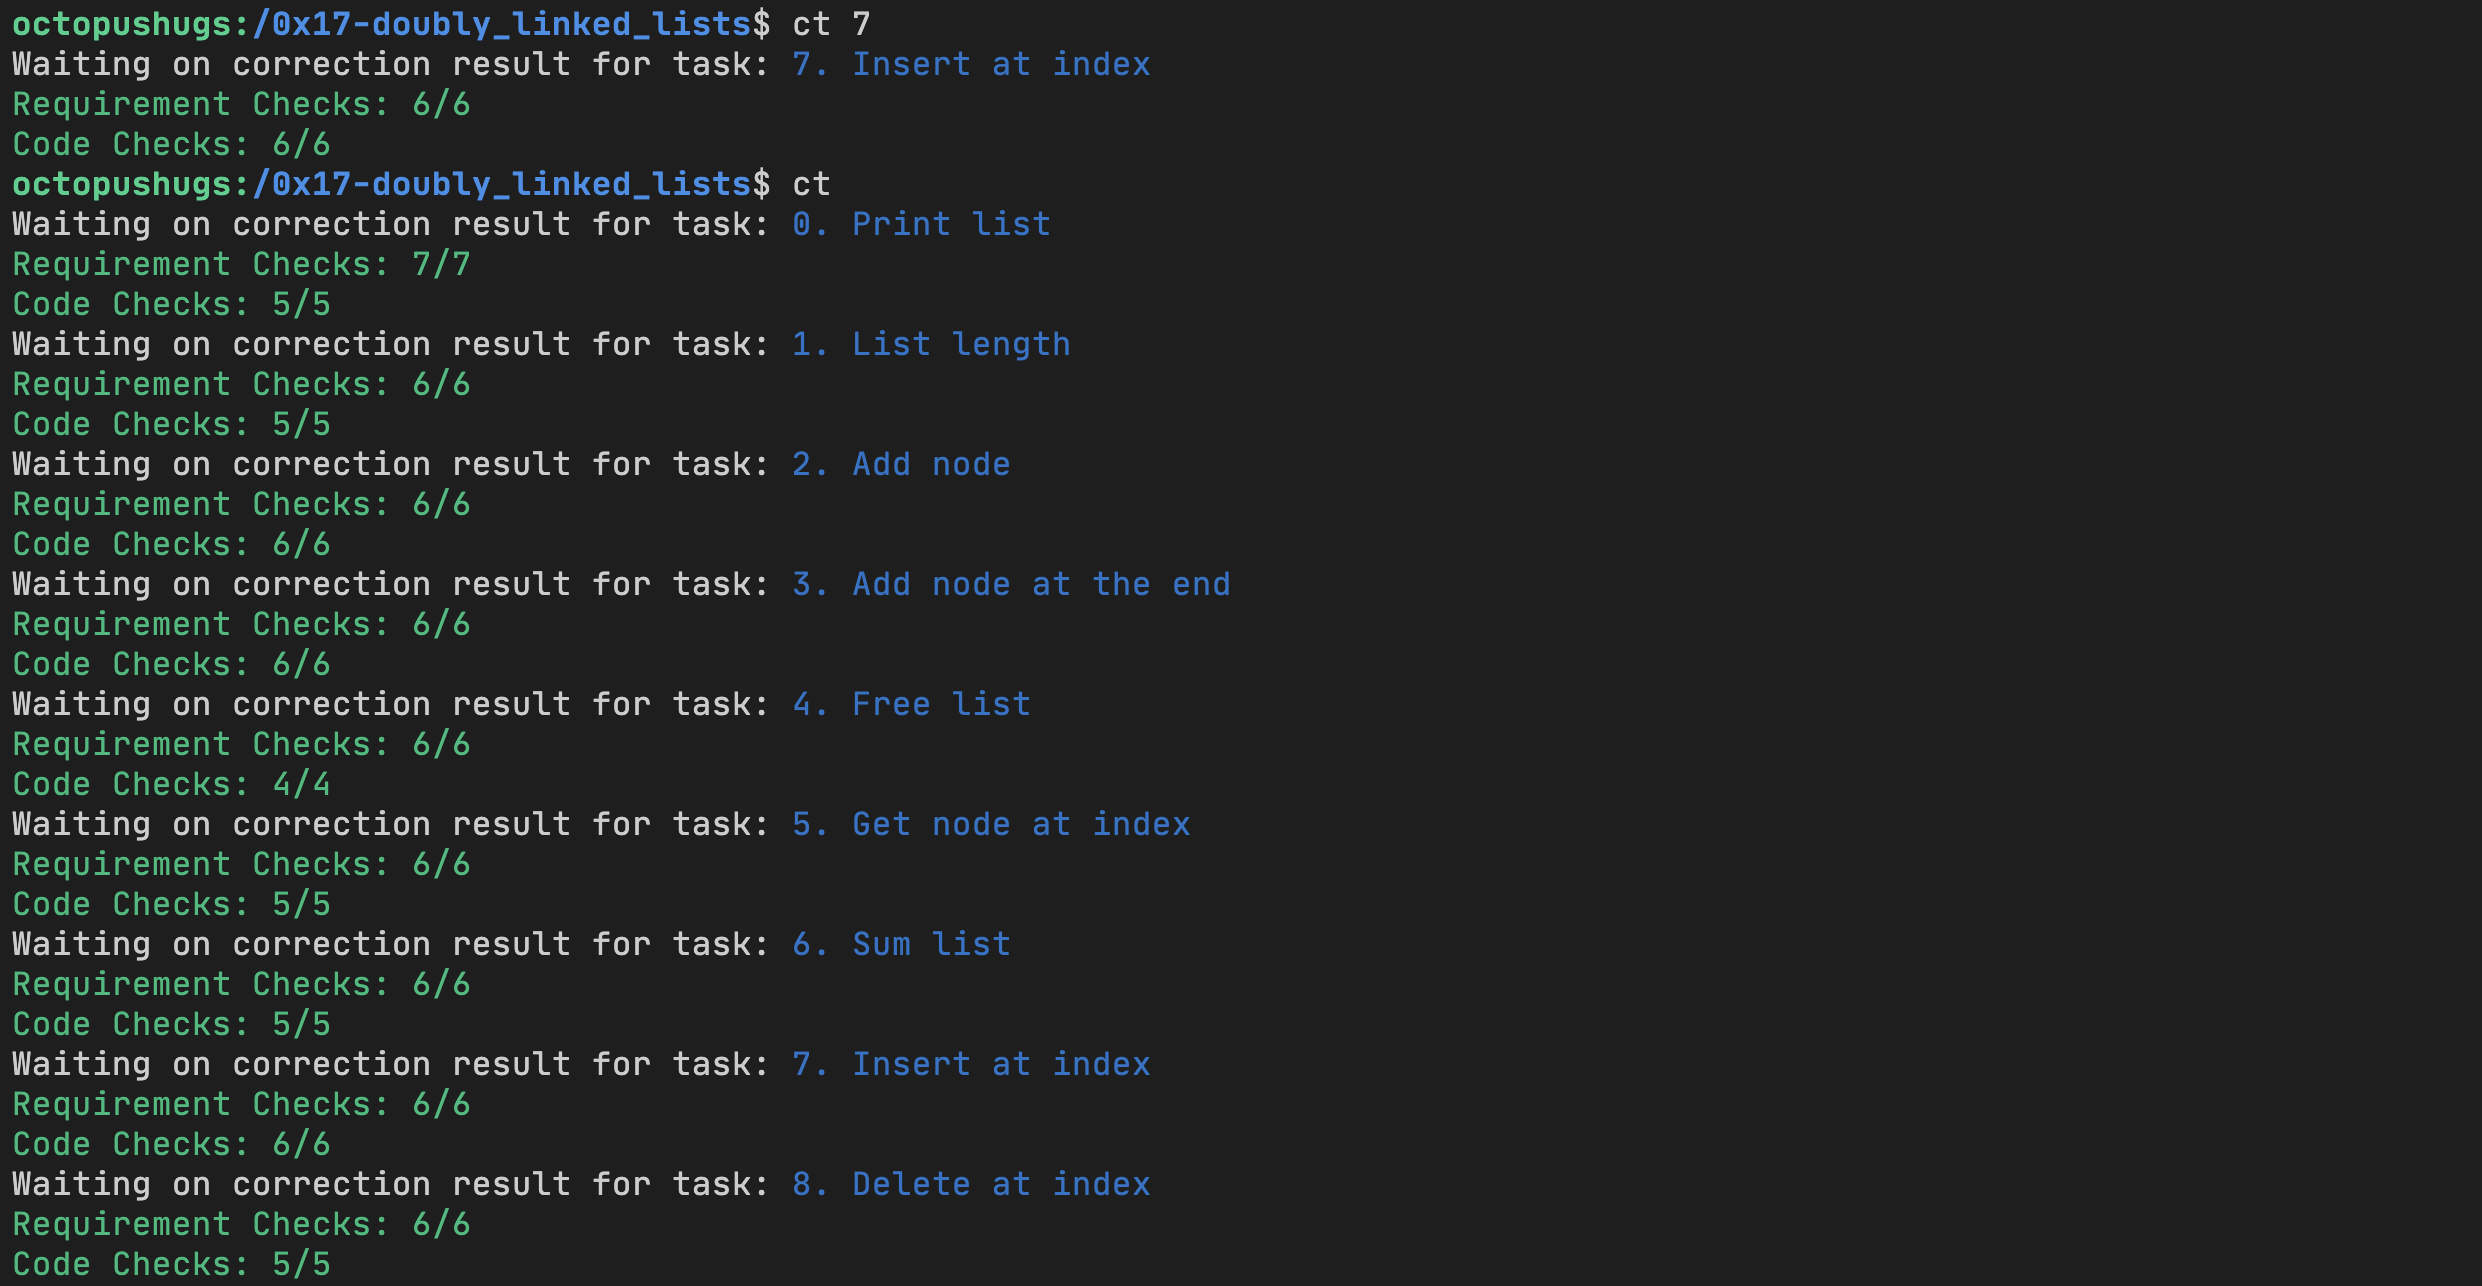 octopushugs:/0x17-doubly_linked_lists$ ct 7
Waiting on correction result for task: 7. Insert at index
Requirement Checks: 6/6
Code Checks: 6/6
octopushugs:/0x17-doubly_linked_lists$ ct
Waiting on correction result for task: 0. Print list
Requirement Checks: 7/7
Code Checks: 5/5
Waiting on correction result for task: 1. List length
Requirement Checks: 6/6
Code Checks: 5/5
Waiting on correction result for task: 2. Add node
Requirement Checks: 6/6
Code Checks: 6/6
Waiting on correction result for task: 3. Add node at the end
Requirement Checks: 6/6
Code Checks: 6/6
Waiting on correction result for task: 4. Free list
Requirement Checks: 6/6
Code Checks: 4/4
Waiting on correction result for task: 5. Get node at index
Requirement Checks: 6/6
Code Checks: 5/5
Waiting on correction result for task: 6. Sum list
Requirement Checks: 6/6
Code Checks: 5/5
Waiting on correction result for task: 7. Insert at index
Requirement Checks: 6/6
Code Checks: 6/6
Waiting on correction result for task: 8. Delete at index
Requirement Checks: 6/6
Code Checks: 5/5